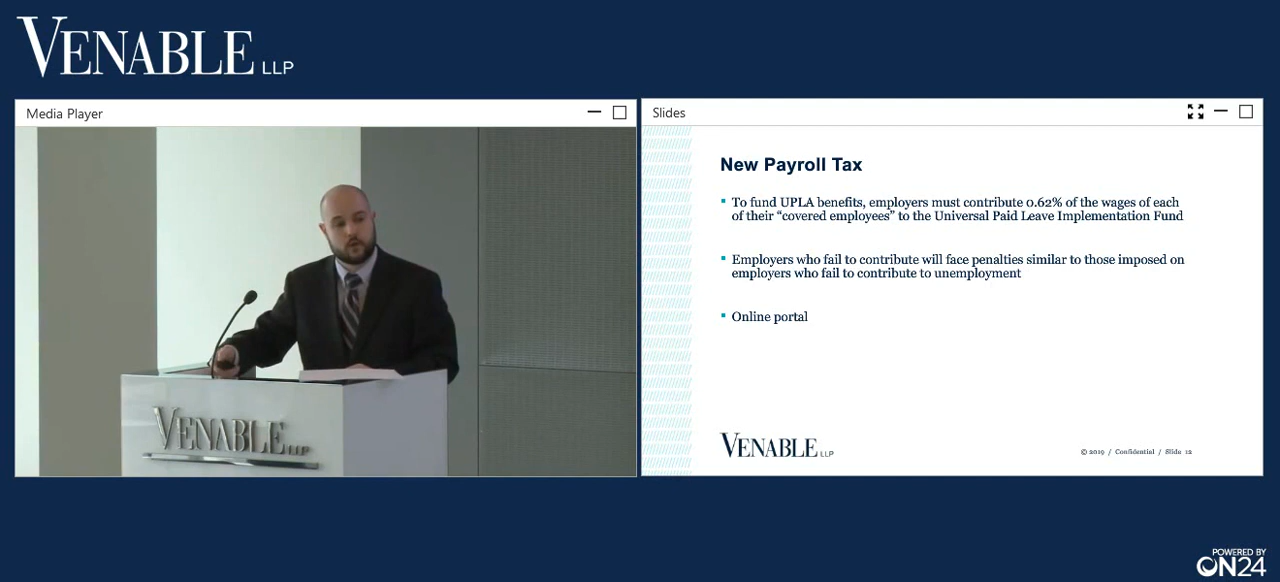 VENABLE LLP
Media Player
VENABLE LLP
Slides
New Payroll Tax
To fund UPLA benefits, employers must contribute 0.62% of the wages of each
of their “covered employees” to the Universal Paid Leave Implementation Fund
Employers who fail to contribute will face penalties similar to those imposed on
employers who fail to contribute to unemployment
Online portal
VENABLE LLP
© 2019 / Confidential / Slide 12
POWERED BY
ON24